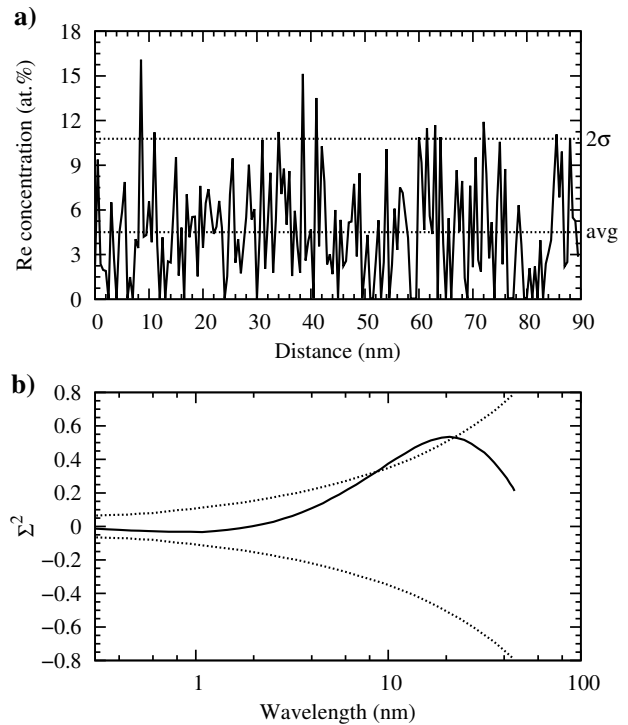 a)
Re concentration (at.%)
18
15
12
9
6
3
0
2σ
avg
0 10 20 30 40 50 60 70 80 90
Distance (nm)
b)
Σ²
0.8
0.6
0.4
0.2
0
−0.2
−0.4
−0.6
−0.8
1 10 100
Wavelength (nm)